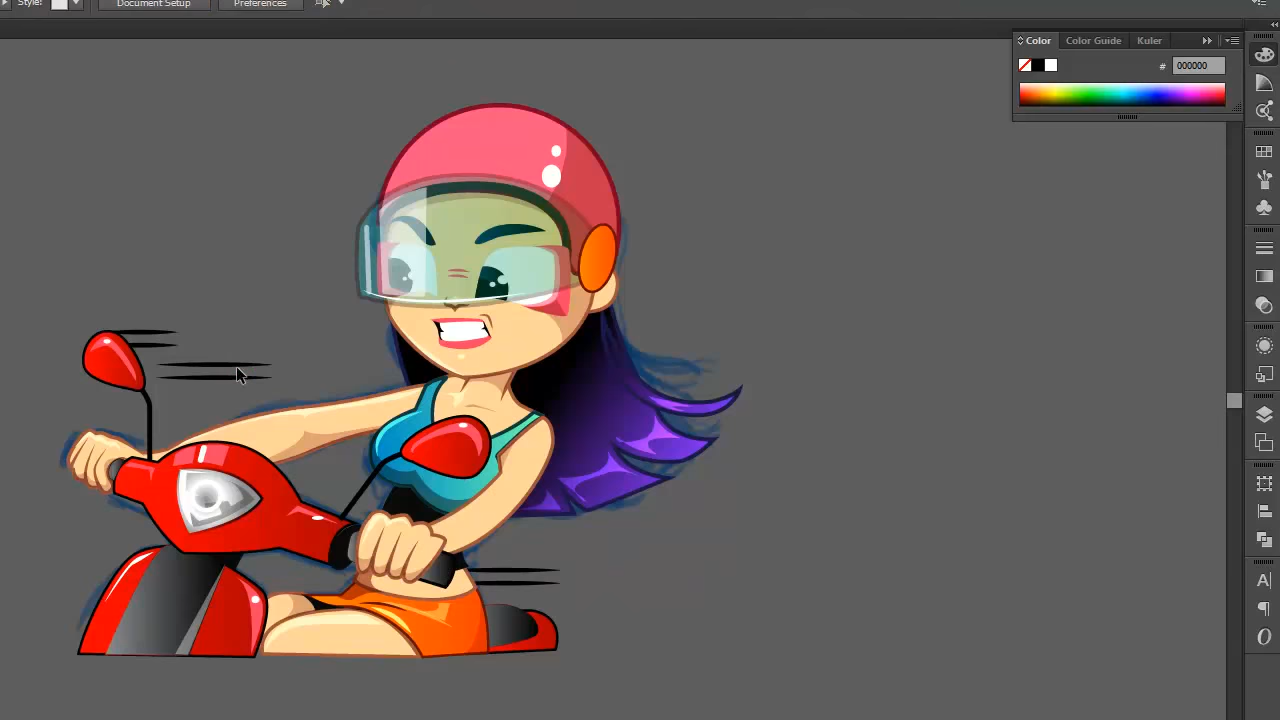 Style: Document Setup Preferences
Color Color Guide Kuler
# 000000